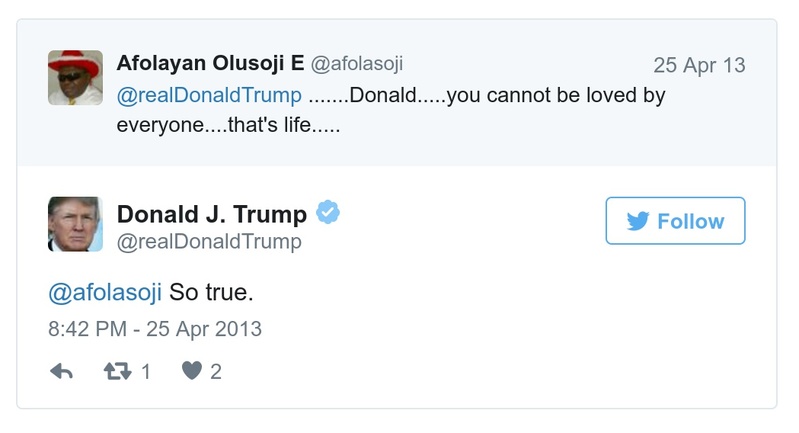 Afolayan Olusoji E @afolasoji 25 Apr 13
@realDonaldTrump .......Donald.....you cannot be loved by
everyone....that's life.....
Donald J. Trump
@realDonaldTrump
Follow
@afolasoji So true.
8:42 PM - 25 Apr 2013
1 2